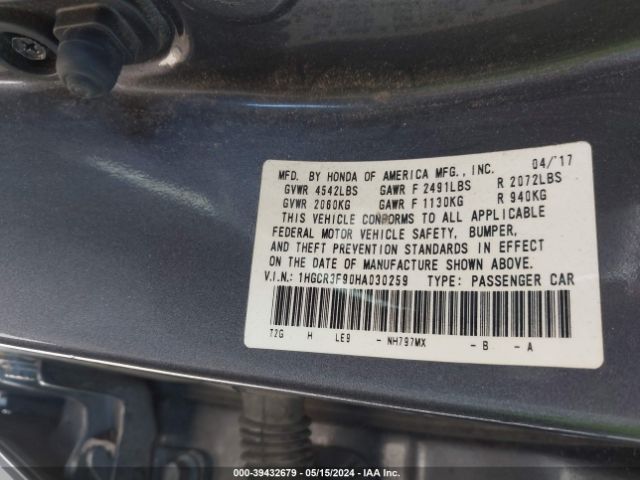 MFD. BY HONDA OF AMERICA MFG., INC. 04/'17
GVWR 4542LBS GAWR F 2491LBS R 2072LBS
GVWR 2060KG GAWR F 1130KG R 940KG
THIS VEHICLE CONFORMS TO ALL APPLICABLE
FEDERAL MOTOR VEHICLE SAFETY, BUMPER,
AND THEFT PREVENTION STANDARDS IN EFFECT
ON THE DATE OF MANUFACTURE SHOWN ABOVE.
V.I.N.: 1HGCR3F90HA030259 TYPE: PASSENGER CAR
T2G H LE9 - NH797MX - B - A
000-39432679 - 05/15/2024 - IAA Inc.